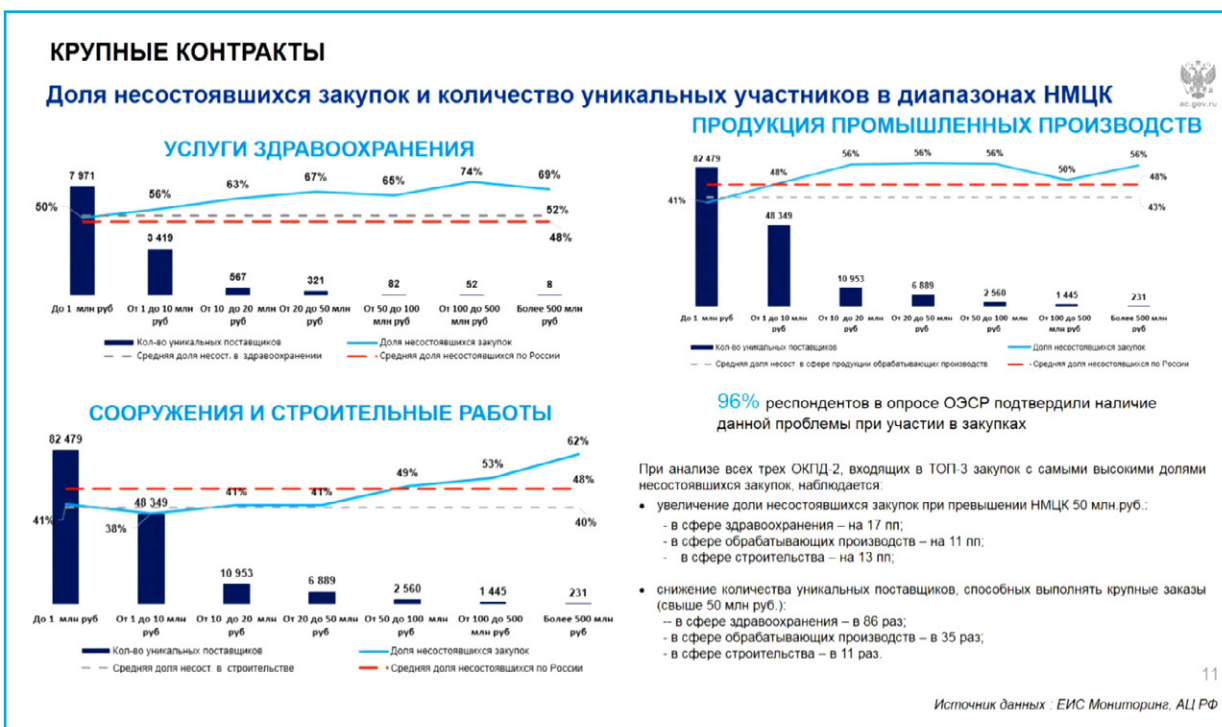 КРУПНЫЕ КОНТРАКТЫ
Доля несостоявшихся закупок и количество уникальных участников в диапазонах НМЦК
ac.gov.ru
УСЛУГИ ЗДРАВООХРАНЕНИЯ
7 971
50%
56%
63%
67%
65%
74%
69%
52%
48%
3 419
567
321
82
52
8
До 1 млн руб
От 1 до 10 млн руб
От 10 до 20 млн руб
От 20 до 50 млн руб
От 50 до 100 млн руб
От 100 до 500 млн руб
Более 500 млн руб
Кол-во уникальных поставщиков
Доля несостоявшихся закупок
Средняя доля несост. в здравоохранении
Средняя доля несостоявшихся по России
ПРОДУКЦИЯ ПРОМЫШЛЕННЫХ ПРОИЗВОДСТВ
82 479
41%
48%
56%
56%
56%
50%
56%
48%
43%
48 349
10 953
6 889
2 560
1 445
231
До 1 млн руб
От 1 до 10 млн руб
От 10 до 20 млн руб
От 20 до 50 млн руб
От 50 до 100 млн руб
От 100 до 500 млн руб
Более 500 млн руб
Кол-во уникальных поставщиков
Доля несостоявшихся закупок
Средняя доля несост. в сфере продукции обрабатывающих производств
Средняя доля несостоявшихся по России
СООРУЖЕНИЯ И СТРОИТЕЛЬНЫЕ РАБОТЫ
82 479
41%
38%
41%
41%
49%
53%
62%
48%
40%
48 349
10 953
6 889
2 560
1 445
231
До 1 млн руб
От 1 до 10 млн руб
От 10 до 20 млн руб
От 20 до 50 млн руб
От 50 до 100 млн руб
От 100 до 500 млн руб
Более 500 млн руб
Кол-во уникальных поставщиков
Доля несостоявшихся закупок
Средняя доля несост. в строительстве
Средняя доля несостоявшихся по России
96% респондентов в опросе ОЭСР подтвердили наличие
данной проблемы при участии в закупках
При анализе всех трех ОКПД-2, входящих в ТОП-3 закупок с самыми высокими долями
несостоявшихся закупок, наблюдается:
• увеличение доли несостоявшихся закупок при превышении НМЦК 50 млн.руб.:
- в сфере здравоохранения – на 17 пп;
- в сфере обрабатывающих производств – на 11 пп;
- в сфере строительства – на 13 пп;
• снижение количества уникальных поставщиков, способных выполнять крупные заказы
(свыше 50 млн руб.):
-- в сфере здравоохранения – в 86 раз;
- в сфере обрабатывающих производств – в 35 раз;
- в сфере строительства – в 11 раз.
11
Источник данных : ЕИС Мониторинг, АЦ РФ